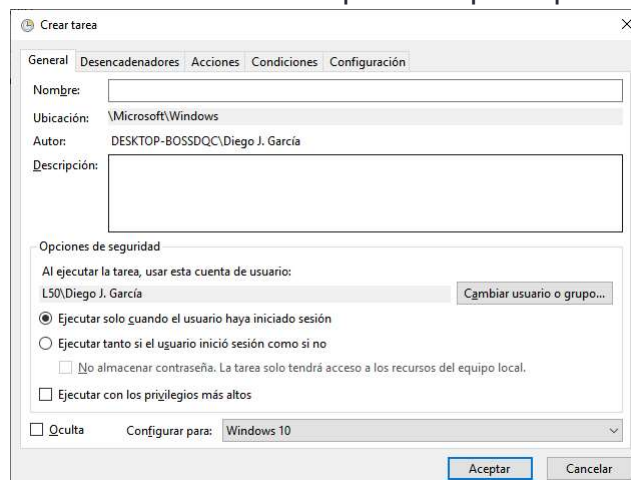 Crear tarea
General Desencadenadores Acciones Condiciones Configuración
Nombre:
Ubicación: \Microsoft\Windows
Autor: DESKTOP-BOSSDQC\Diego J. García
Descripción:
Opciones de seguridad
Al ejecutar la tarea, usar esta cuenta de usuario:
L50\Diego J. García Cambiar usuario o grupo...
Ejecutar solo cuando el usuario haya iniciado sesión
Ejecutar tanto si el usuario inició sesión como si no
No almacenar contraseña. La tarea solo tendrá acceso a los recursos del equipo local.
Ejecutar con los privilegios más altos
Oculta Configurar para: Windows 10
Aceptar Cancelar